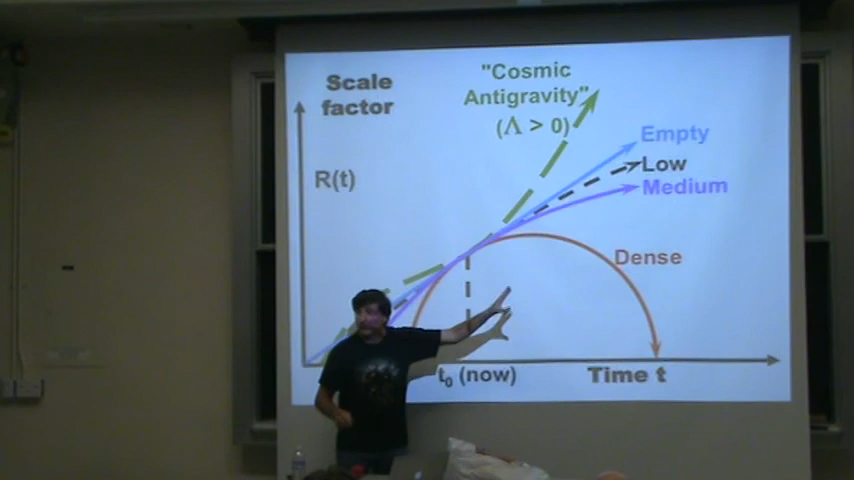 Scale
factor
"Cosmic
Antigravity"
(Λ > 0)
Empty
Low
Medium
R(t)
Dense
t₀ (now)
Time t